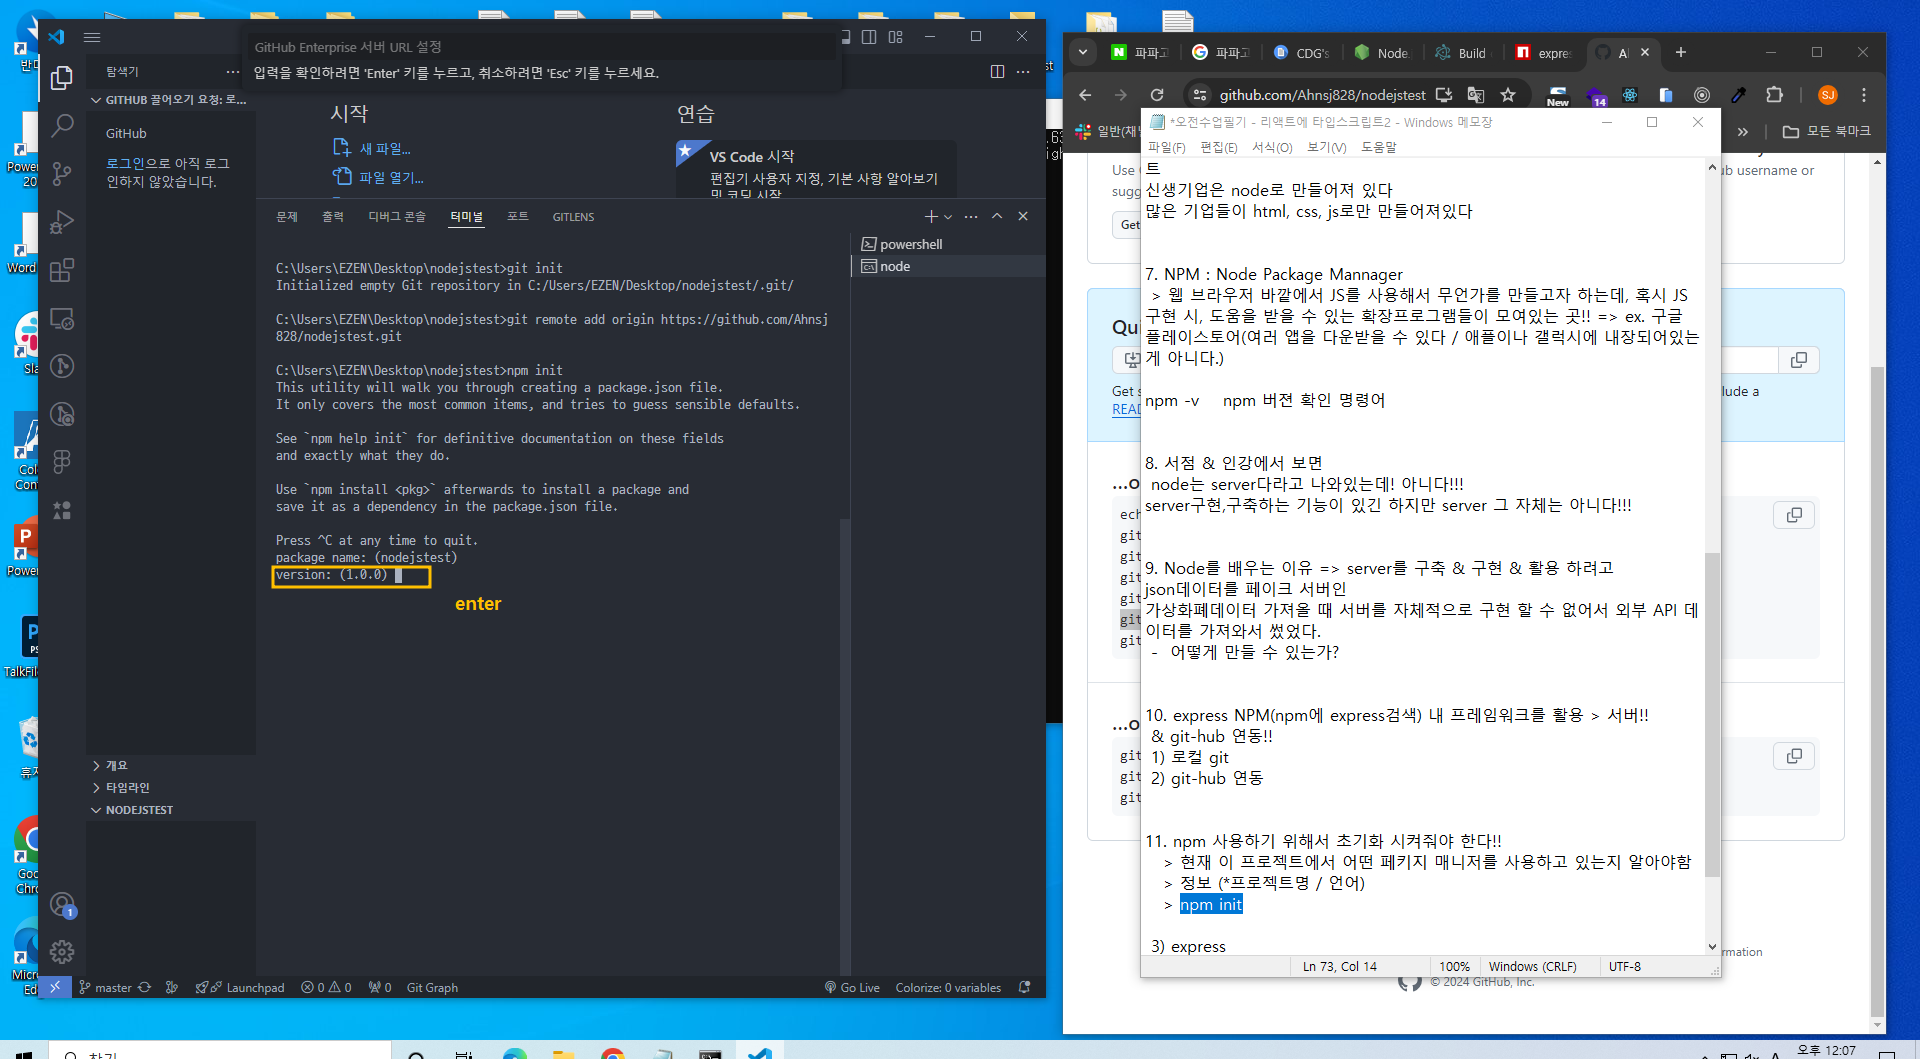 GitHub Enterprise 서버 URL 설정
입력을 확인하려면 'Enter' 키를 누르고, 취소하려면 'Esc' 키를 누르세요.
탐색기
GITHUB 끌어오기 요청: 로...
GitHub
로그인으로 아직 로그
인하지 않았습니다.
시작
새 파일...
파일 열기...
연습
VS Code 시작
편집기 사용자 지정, 기본 사항 알아보기
및 코딩 시작
문제 출력 디버그 콘솔 터미널 포트 GITLENS
powershell
node
C:\Users\EZEN\Desktop\nodejstest>git init
Initialized empty Git repository in C:/Users/EZEN/Desktop/nodejstest/.git/
C:\Users\EZEN\Desktop\nodejstest>git remote add origin https://github.com/Ahnsj
828/nodejstest.git
C:\Users\EZEN\Desktop\nodejstest>npm init
This utility will walk you through creating a package.json file.
It only covers the most common items, and tries to guess sensible defaults.
See `npm help init` for definitive documentation on these fields
and exactly what they do.
Use `npm install <pkg>` afterwards to install a package and
save it as a dependency in the package.json file.
Press ^C at any time to quit.
package name: (nodejstest)
version: (1.0.0)
enter
개요
타임라인
NODEJSTEST
1
master
Launchpad
0 0
0
Git Graph
Go Live
Colorize: 0 variables
Word
Sla
Colo
Con
Power
TalkFil
Goo
Chro
Micro
Ed
찾기
파파고
파파고
CDG's
Node.
Build
expre
github.com/Ahnsj828/nodejstest
New
14
SJ
모든 북마크
*오전수업필기 - 리액트에 타입스크립트2 - Windows 메모장
파일(F) 편집(E) 서식(O) 보기(V) 도움말
트
신생기업은 node로 만들어져 있다
많은 기업들이 html, css, js로만 만들어져있다
7. NPM : Node Package Mannager
> 웹 브라우저 바깥에서 JS를 사용해서 무언가를 만들고자 하는데, 혹시 JS
구현 시, 도움을 받을 수 있는 확장프로그램들이 모여있는 곳!! => ex. 구글
플레이스토어(여러 앱을 다운받을 수 있다 / 애플이나 갤럭시에 내장되어있는
게 아니다.)
npm -v npm 버젼 확인 명령어
8. 서점 & 인강에서 보면
node는 server다라고 나와있는데! 아니다!!!
server구현,구축하는 기능이 있긴 하지만 server 그 자체는 아니다!!!
9. Node를 배우는 이유 => server를 구축 & 구현 & 활용 하려고
json데이터를 페이크 서버인
가상화폐데이터 가져올 때 서버를 자체적으로 구현 할 수 없어서 외부 API 데
이터를 가져와서 썼었다.
- 어떻게 만들 수 있는가?
10. express NPM(npm에 express검색) 내 프레임워크를 활용 > 서버!!
& git-hub 연동!!
1) 로컬 git
2) git-hub 연동
11. npm 사용하기 위해서 초기화 시켜줘야 한다!!
> 현재 이 프로젝트에서 어떤 페키지 매니저를 사용하고 있는지 알아야함
> 정보 (*프로젝트명 / 언어)
> npm init
3) express
Ln 73, Col 14
100%
Windows (CRLF)
UTF-8
Use
ub username or
sugg
Get
Qui
Get s
lude a
READ
...o
ech
git
git
git
git
git
git
...o
git
git
git
rmation
© 2024 GitHub, Inc.
오후 12:07